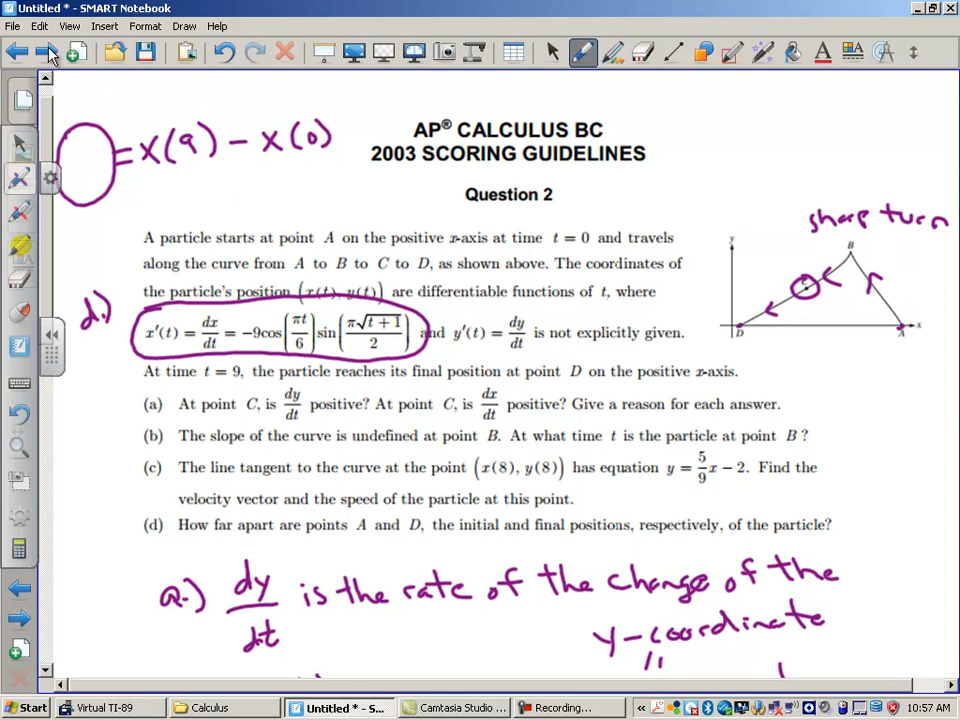 Untitled * - SMART Notebook
File Edit View Insert Format Draw Help
= x(9) - x(0)
AP® CALCULUS BC
2003 SCORING GUIDELINES
Question 2
sharp turn
A particle starts at point A on the positive x-axis at time t = 0 and travels
along the curve from A to B to C to D, as shown above. The coordinates of
the particle's position (x(t), y(t)) are differentiable functions of t, where
d.)
x′(t) = dx/dt = -9cos(πt/6)sin(π√(t + 1)/2) and y′(t) = dy/dt is not explicitly given.
y
B
C
D
A
x
At time t = 9, the particle reaches its final position at point D on the positive x-axis.
(a) At point C, is dy/dt positive? At point C, is dx/dt positive? Give a reason for each answer.
(b) The slope of the curve is undefined at point B. At what time t is the particle at point B ?
(c) The line tangent to the curve at the point (x(8), y(8)) has equation y = 5/9x - 2. Find the
velocity vector and the speed of the particle at this point.
(d) How far apart are points A and D, the initial and final positions, respectively, of the particle?
a.) dy/dt is the rate of the change of the
y-coordinate
Start Virtual TI-89 Calculus Untitled * - S... Camtasia Studio ... Recording... « 10:57 AM